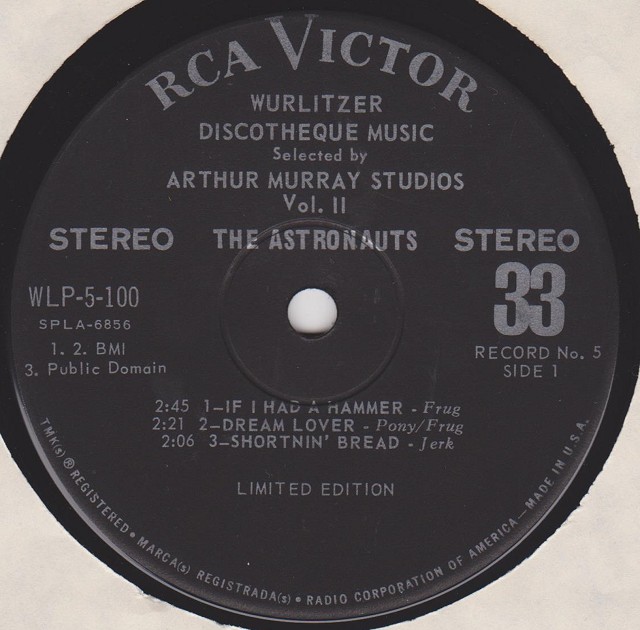 RCA VICTOR
WURLITZER
DISCOTHEQUE MUSIC
Selected by
ARTHUR MURRAY STUDIOS
Vol. II
STEREO THE ASTRONAUTS STEREO
WLP-5-100
SPLA-6856
1. 2. BMI
3. Public Domain
33
RECORD No. 5
SIDE 1
2:45 1—IF I HAD A HAMMER - Frug
2:21 2—DREAM LOVER - Pony/Frug
2:06 3—SHORTNIN' BREAD - Jerk
LIMITED EDITION
TMK(s) ® REGISTERED • MARCA(s) REGISTRADA(s) • RADIO CORPORATION OF AMERICA—MADE IN U.S.A.